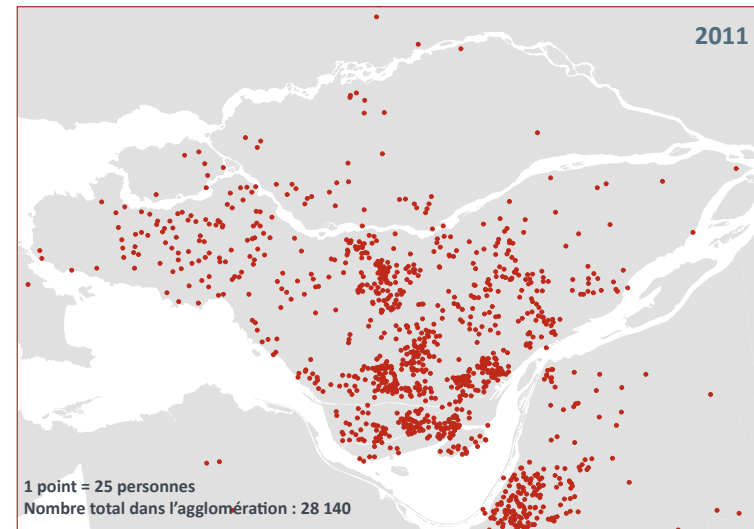 2011
1 point = 25 personnes
Nombre total dans l'agglomération : 28 140